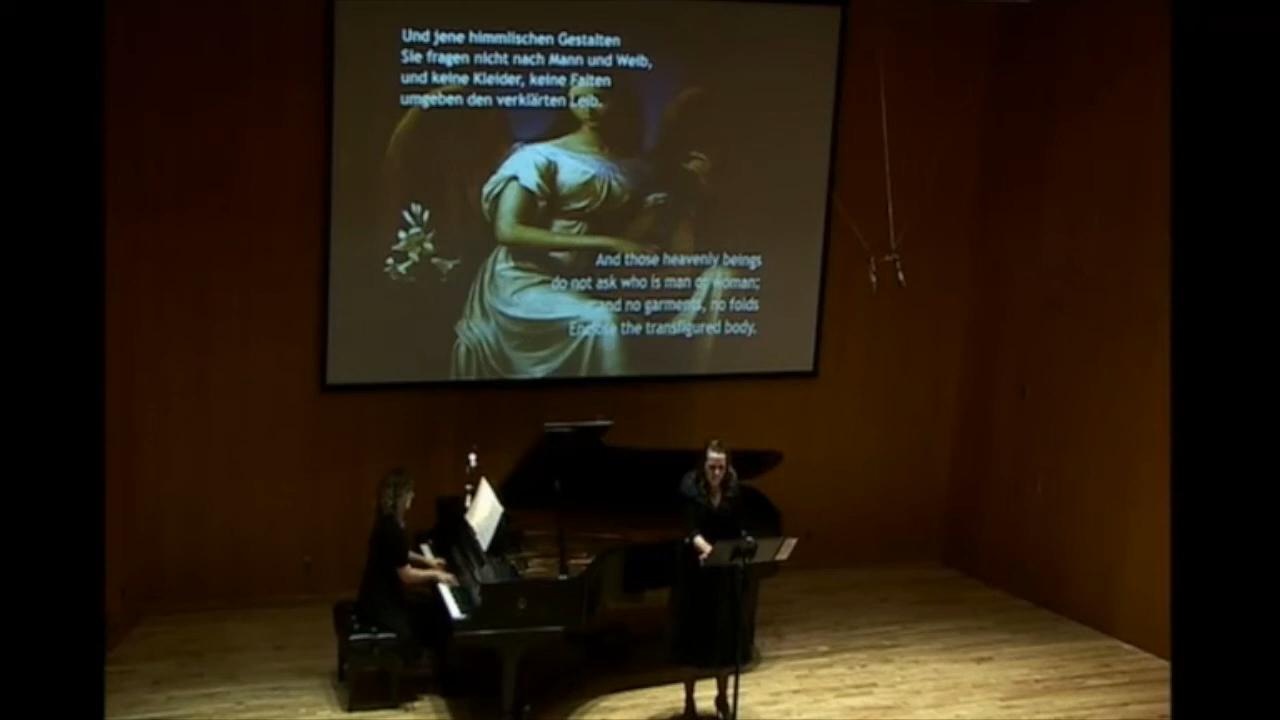 Und jene himmlischen Gestalten
Sie fragen nicht nach Mann und Weib,
und keine Kleider, keine Falten
umgeben den verklärten Leib.
And those heavenly beings
do not ask who is man or woman;
and no garments, no folds
Enclose the transfigured body.